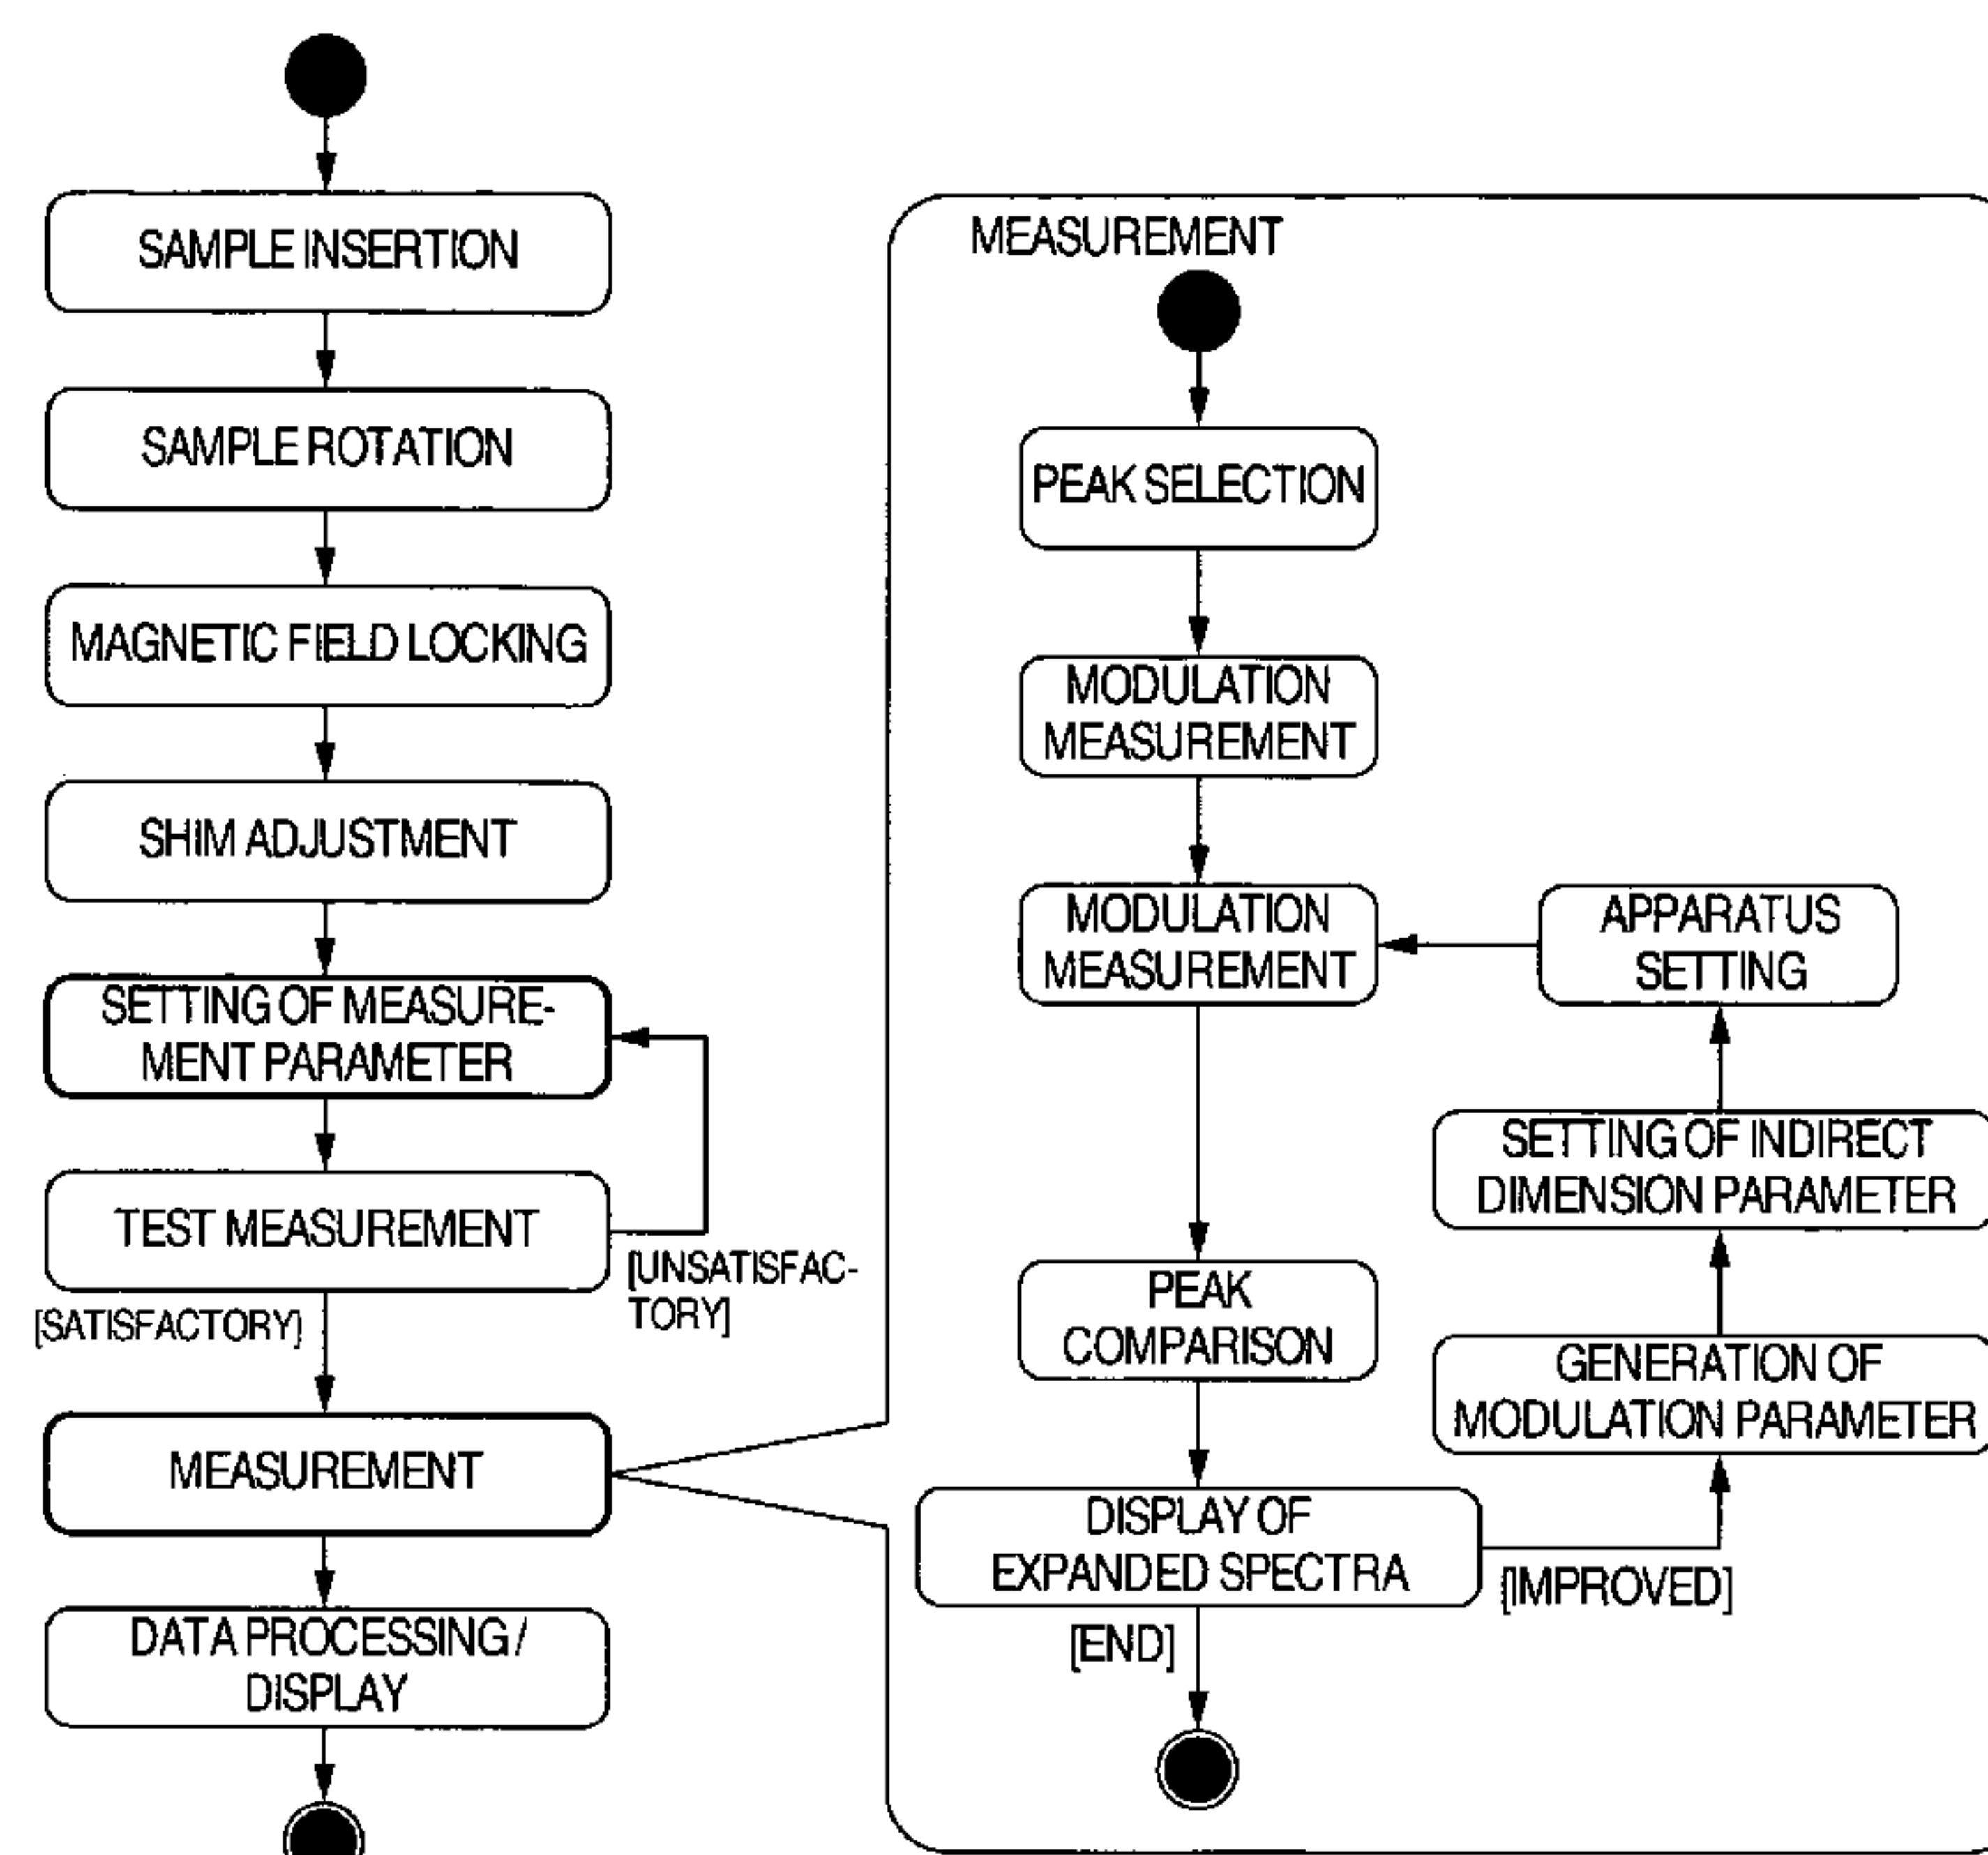 SAMPLE INSERTION
SAMPLE ROTATION
MAGNETIC FIELD LOCKING
SHIM ADJUSTMENT
SETTING OF MEASURE-
MENT PARAMETER
TEST MEASUREMENT
[UNSATISFAC-
TORY]
[SATISFACTORY]
MEASUREMENT
DATA PROCESSING/
DISPLAY
MEASUREMENT
PEAK SELECTION
MODULATION
MEASUREMENT
MODULATION
MEASUREMENT
APPARATUS
SETTING
SETTING OF INDIRECT
DIMENSION PARAMETER
PEAK
COMPARISON
GENERATION OF
MODULATION PARAMETER
DISPLAY OF
EXPANDED SPECTRA
[IMPROVED]
[END]